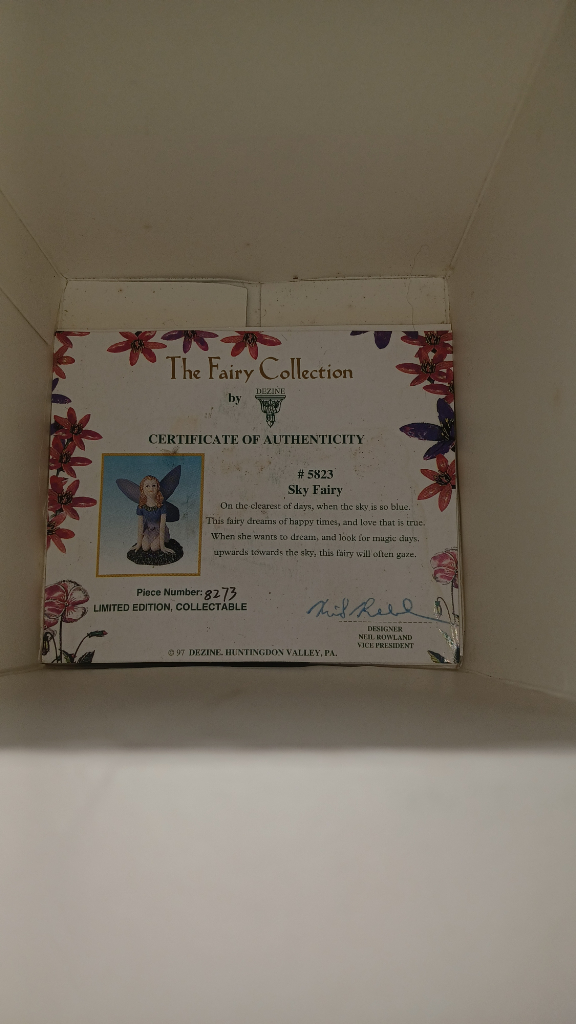 The Fairy Collection
by DEZINE
CERTIFICATE OF AUTHENTICITY
# 5823
Sky Fairy
On the clearest of days, when the sky is so blue.
This fairy dreams of happy times, and love that is true.
When she wants to dream, and look for magic days.
upwards towards the sky, this fairy will often gaze.
Piece Number: 8273
LIMITED EDITION, COLLECTABLE
DESIGNER
NEIL ROWLAND
VICE PRESIDENT
© 97 DEZINE. HUNTINGDON VALLEY, PA.